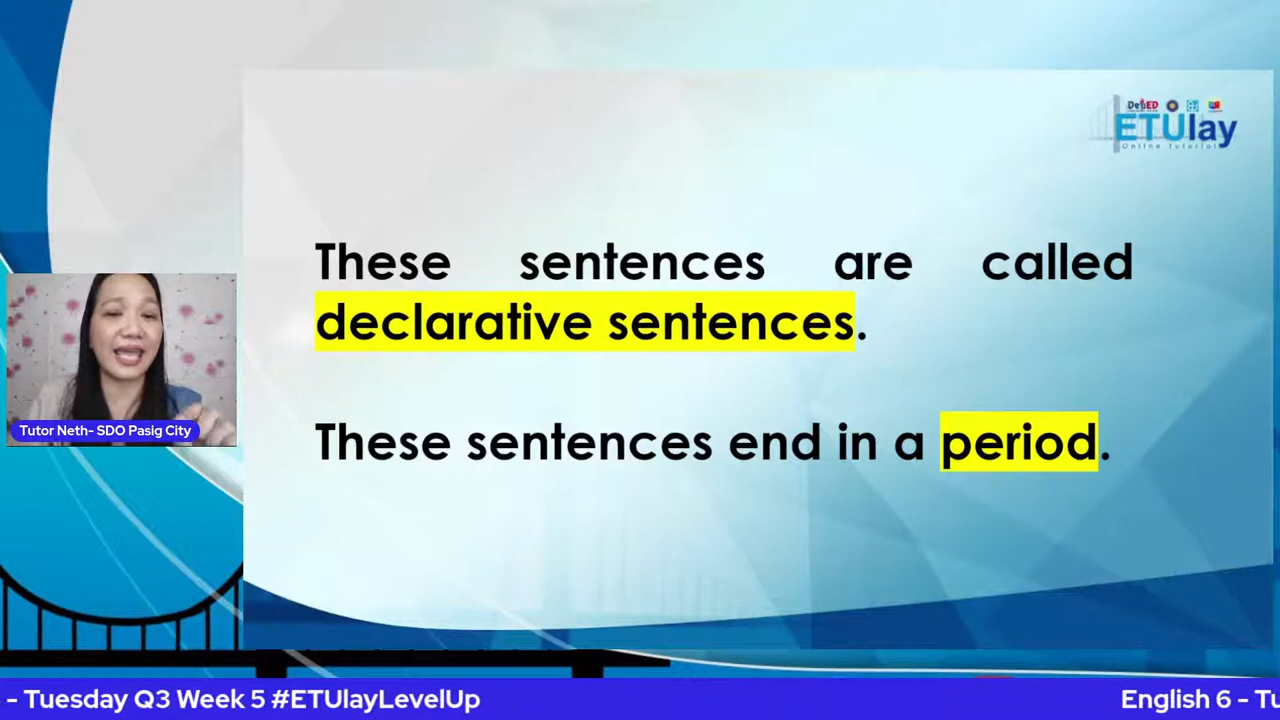 DepED
ETUlay
Online Tutorial
These sentences are called
declarative sentences.
These sentences end in a period.
Tutor Neth- SDO Pasig City
- Tuesday Q3 Week 5 #ETUlayLevelUp
English 6 - Tu